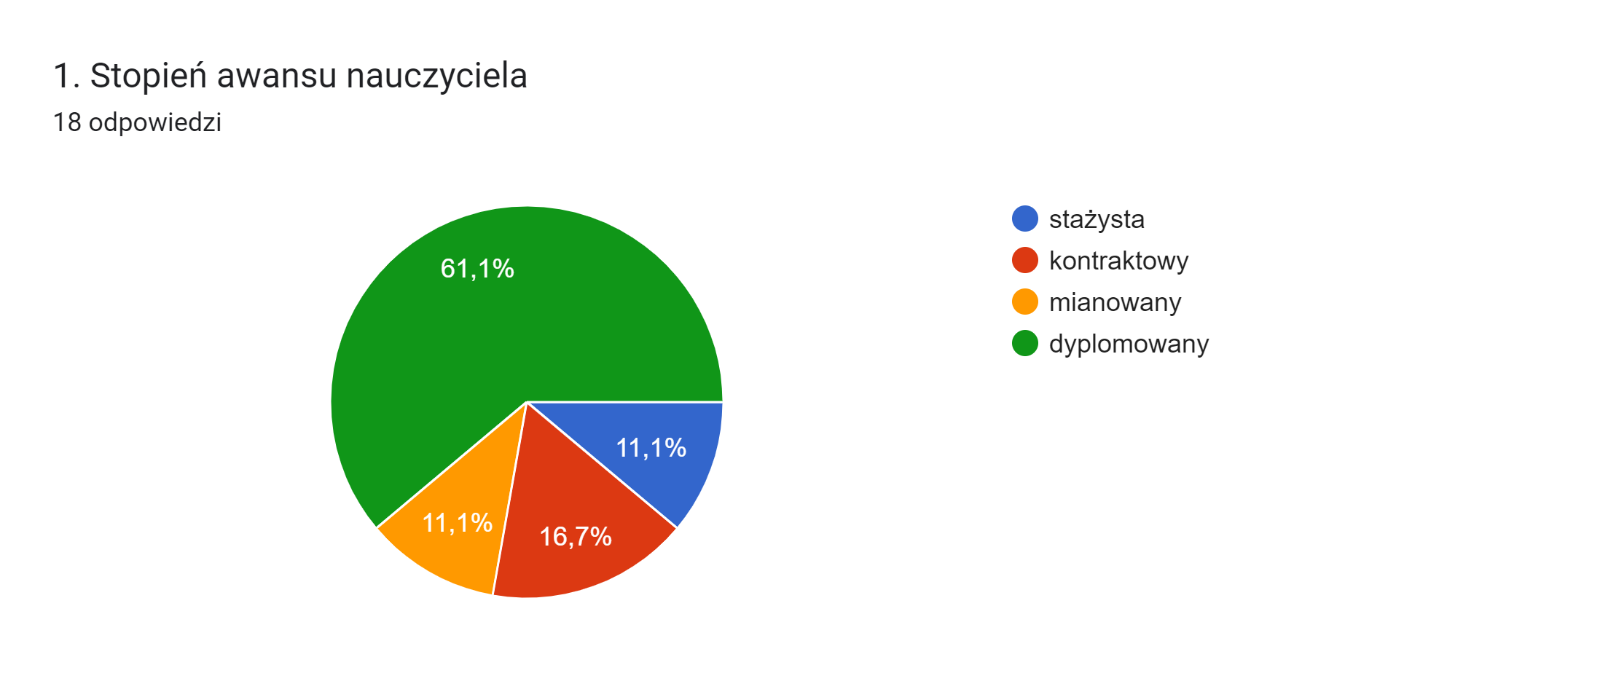 1. Stopień awansu nauczyciela
18 odpowiedzi
61,1%
11,1%
11,1%
16,7%
stażysta
kontraktowy
mianowany
dyplomowany